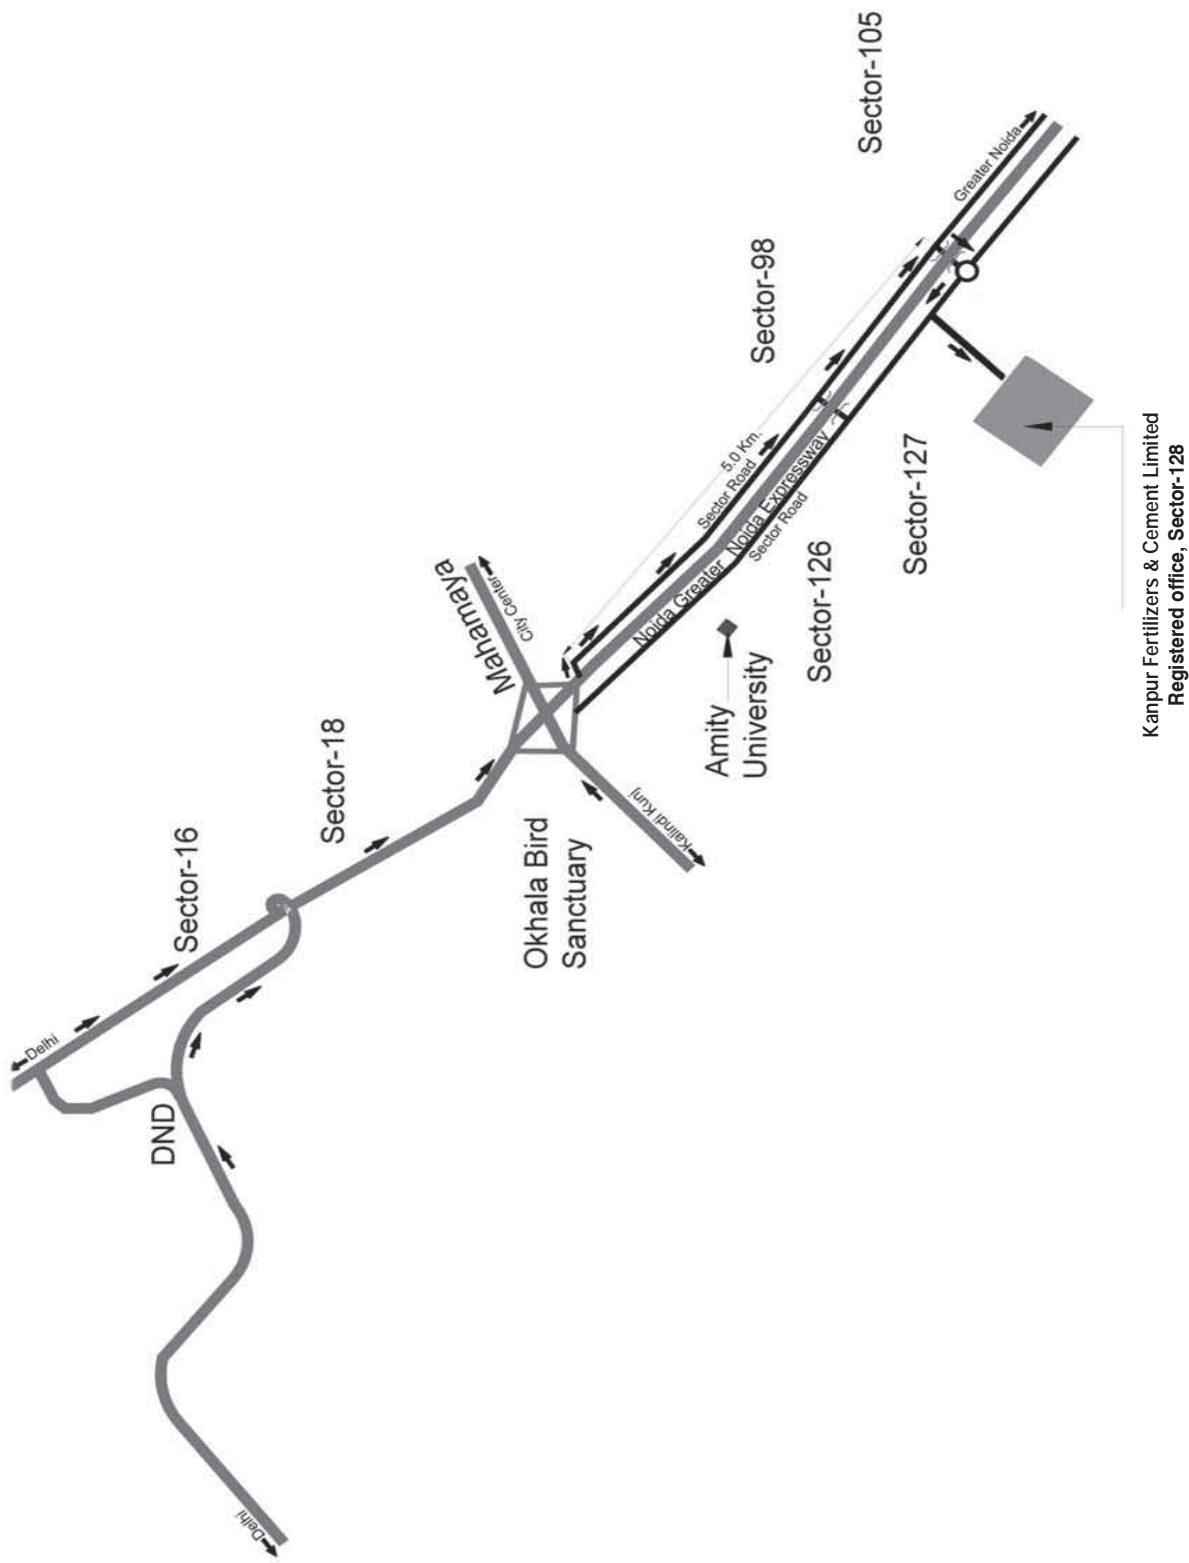 Delhi
Delhi
DND
Sector-16
Sector-18
Okhala Bird
Sanctuary
Mahamaya
City Center
Kalindi Kunj
Amity
University
Noida Greater Noida Expressway
Sector Road
Sector Road
5.0 Km.
Sector-126
Sector-127
Sector-98
Sector-105
Greater Noida
Kanpur Fertilizers & Cement Limited
Registered office, Sector-128